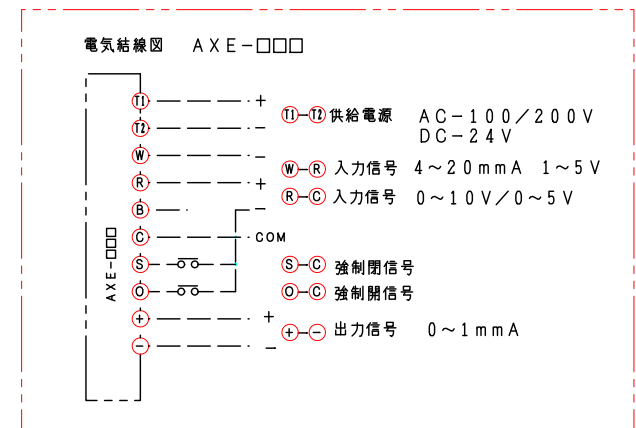 電気結線図 AXE-□□□
T1 +
T2 -
T1-T2 供給電源 AC-100/200V
DC-24V
W -
W-R 入力信号 4~20mmA 1~5V
R +
R-C 入力信号 0~10V/0~5V
B -
C COM
AXE-□□□
S
S-C 強制閉信号
O
O-C 強制開信号
+ +
+-- 出力信号 0~1mmA
- -